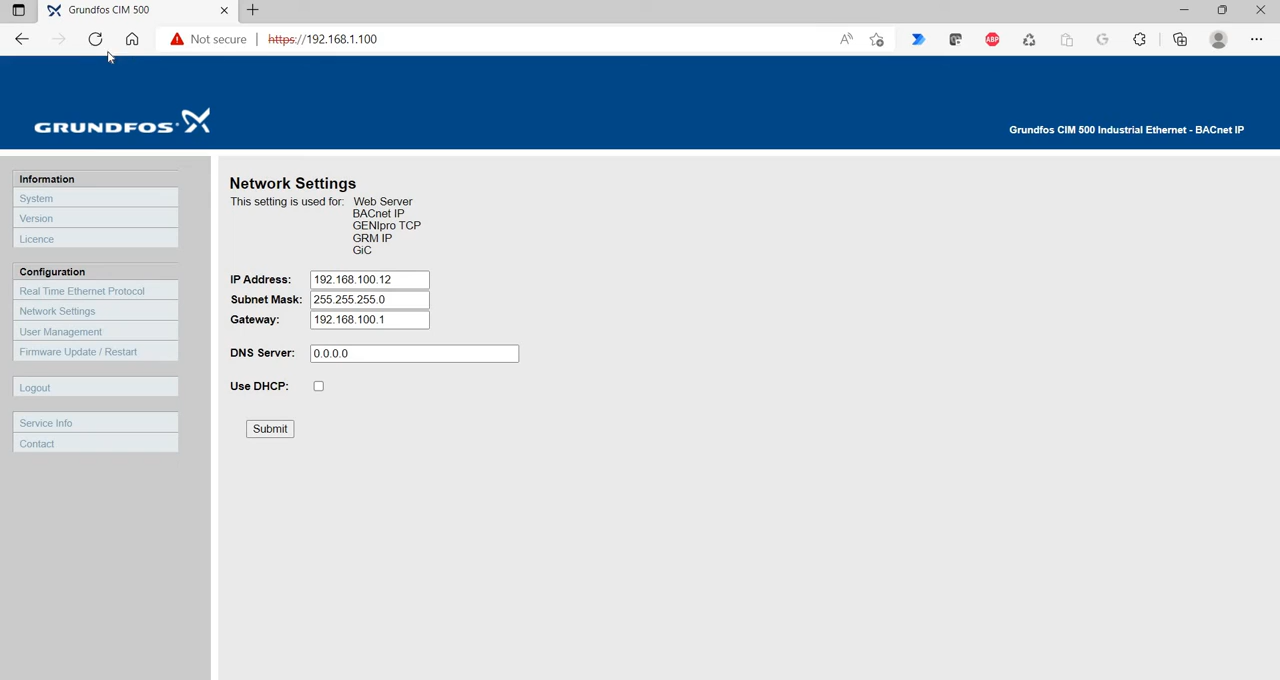 Grundfos CIM 500
Not secure | https://192.168.1.100
ABP
GRUNDFOS
Grundfos CIM 500 Industrial Ethernet - BACnet IP
Information
System
Version
Licence
Configuration
Real Time Ethernet Protocol
Network Settings
User Management
Firmware Update / Restart
Logout
Service Info
Contact
Network Settings
This setting is used for: Web Server
BACnet IP
GENIpro TCP
GRM IP
GiC
IP Address: 192.168.100.12
Subnet Mask: 255.255.255.0
Gateway: 192.168.100.1
DNS Server: 0.0.0.0
Use DHCP:
Submit